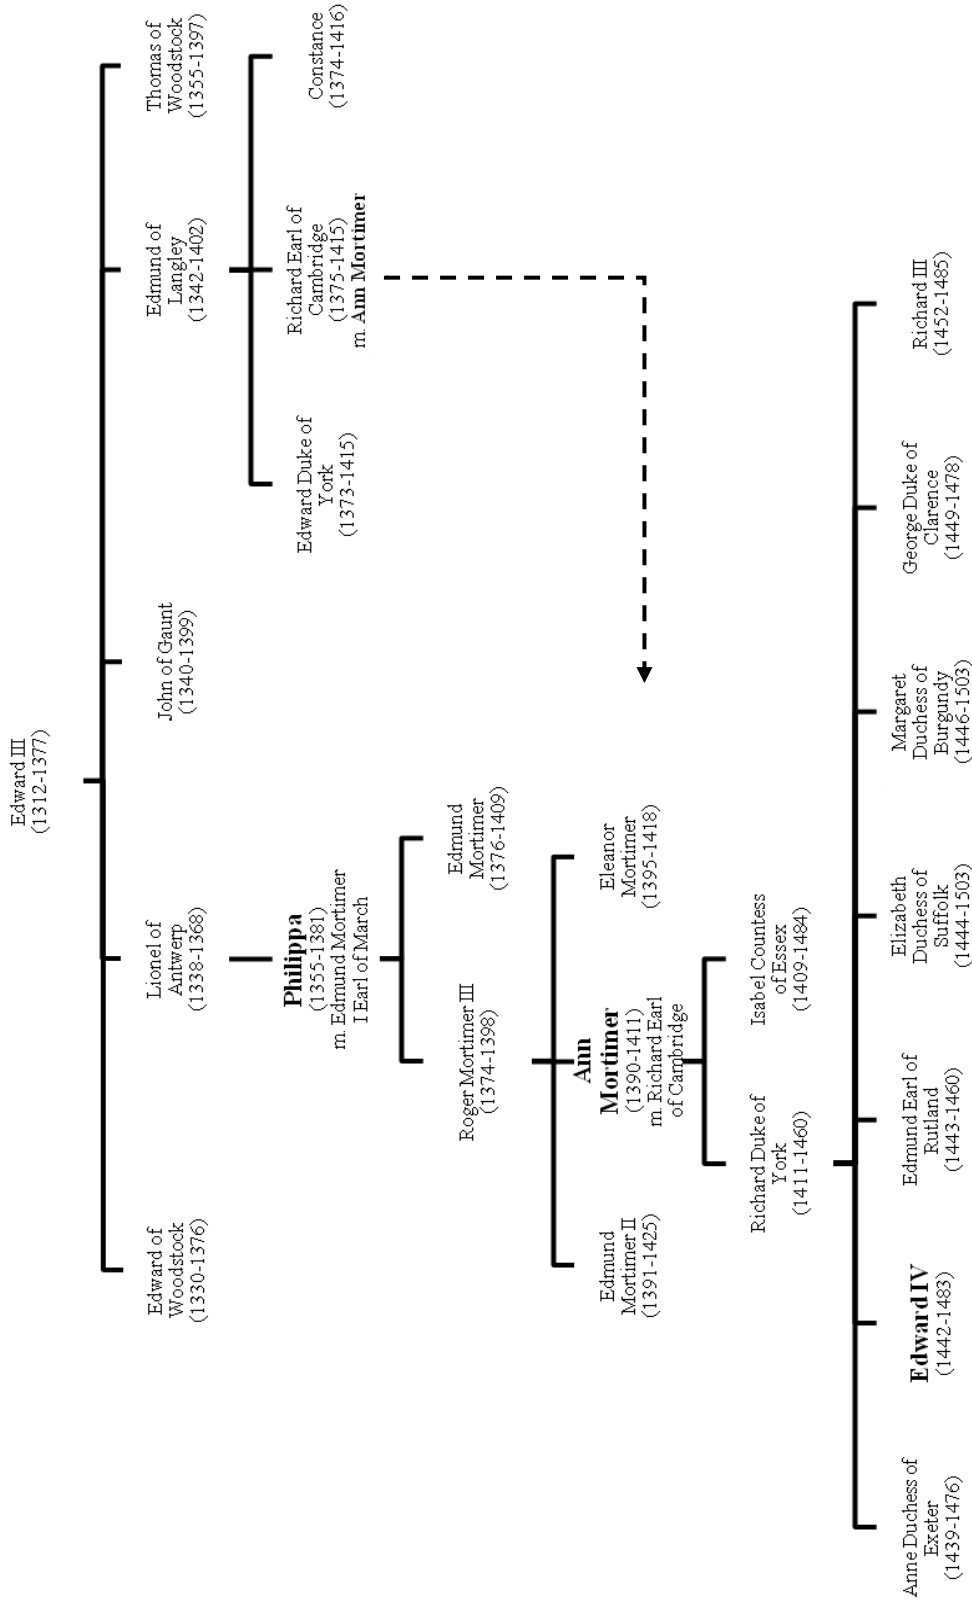 Edward III
(1312-1377)
Edward of
Woodstock
(1330-1376)
Lionel of
Antwerp
(1338-1368)
John of Gaunt
(1340-1399)
Edmund of
Langley
(1342-1402)
Thomas of
Woodstock
(1355-1397)
Philippa
(1355-1381)
m. Edmund Mortimer
I Earl of March
Edward Duke of
York
(1373-1415)
Richard Earl of
Cambridge
(1375-1415)
m. Ann Mortimer
Constance
(1374-1416)
Roger Mortimer III
(1374-1398)
Edmund
Mortimer
(1376-1409)
Edmund
Mortimer II
(1391-1425)
Ann
Mortimer
(1390-1411)
m. Richard Earl
of Cambridge
Eleanor
Mortimer
(1395-1418)
Richard Duke of
York
(1411-1460)
Isabel Countess
of Essex
(1409-1484)
Anne Duchess of
Exeter
(1439-1476)
Edward IV
(1442-1483)
Edmund Earl of
Rutland
(1443-1460)
Elizabeth
Duchess of
Suffolk
(1444-1503)
Margaret
Duchess of
Burgundy
(1446-1503)
George Duke of
Clarence
(1449-1478)
Richard III
(1452-1485)